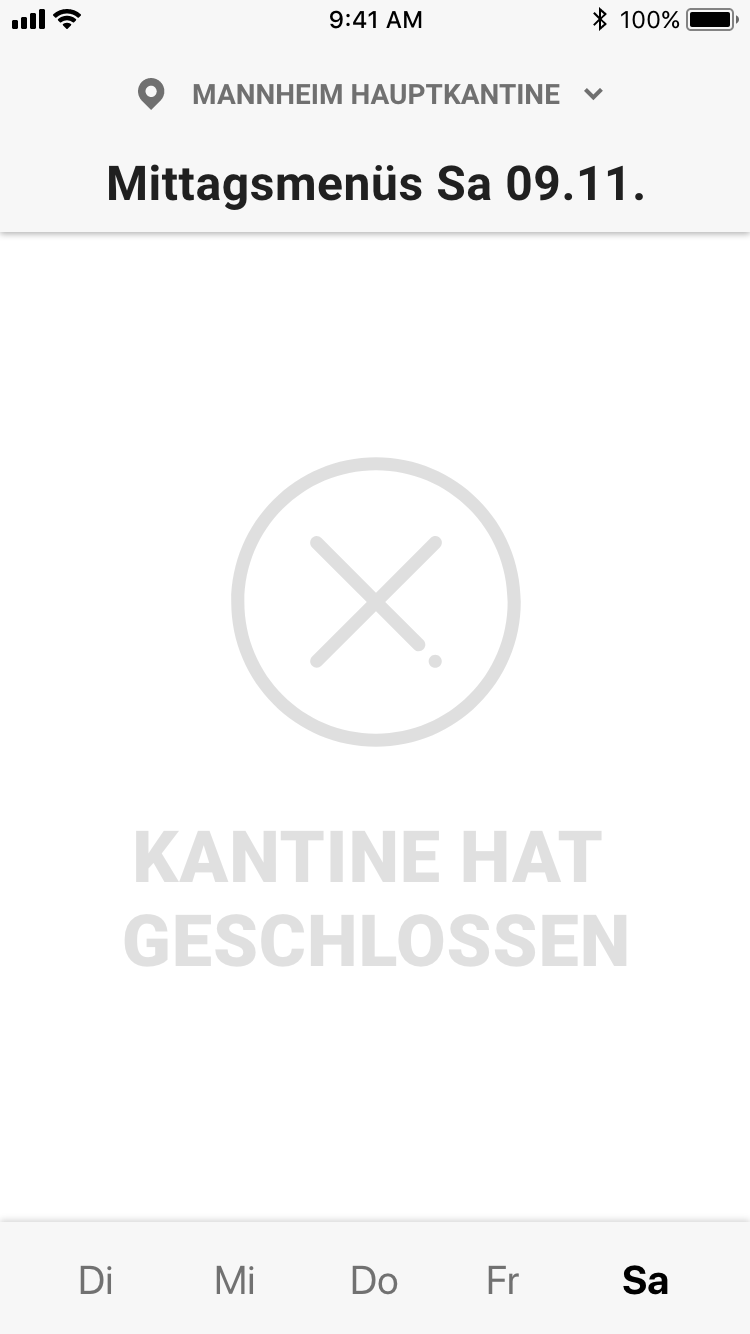 9:41 AM 100%
MANNHEIM HAUPTKANTINE
Mittagsmenüs Sa 09.11.
KANTINE HAT
GESCHLOSSEN
Di Mi Do Fr Sa